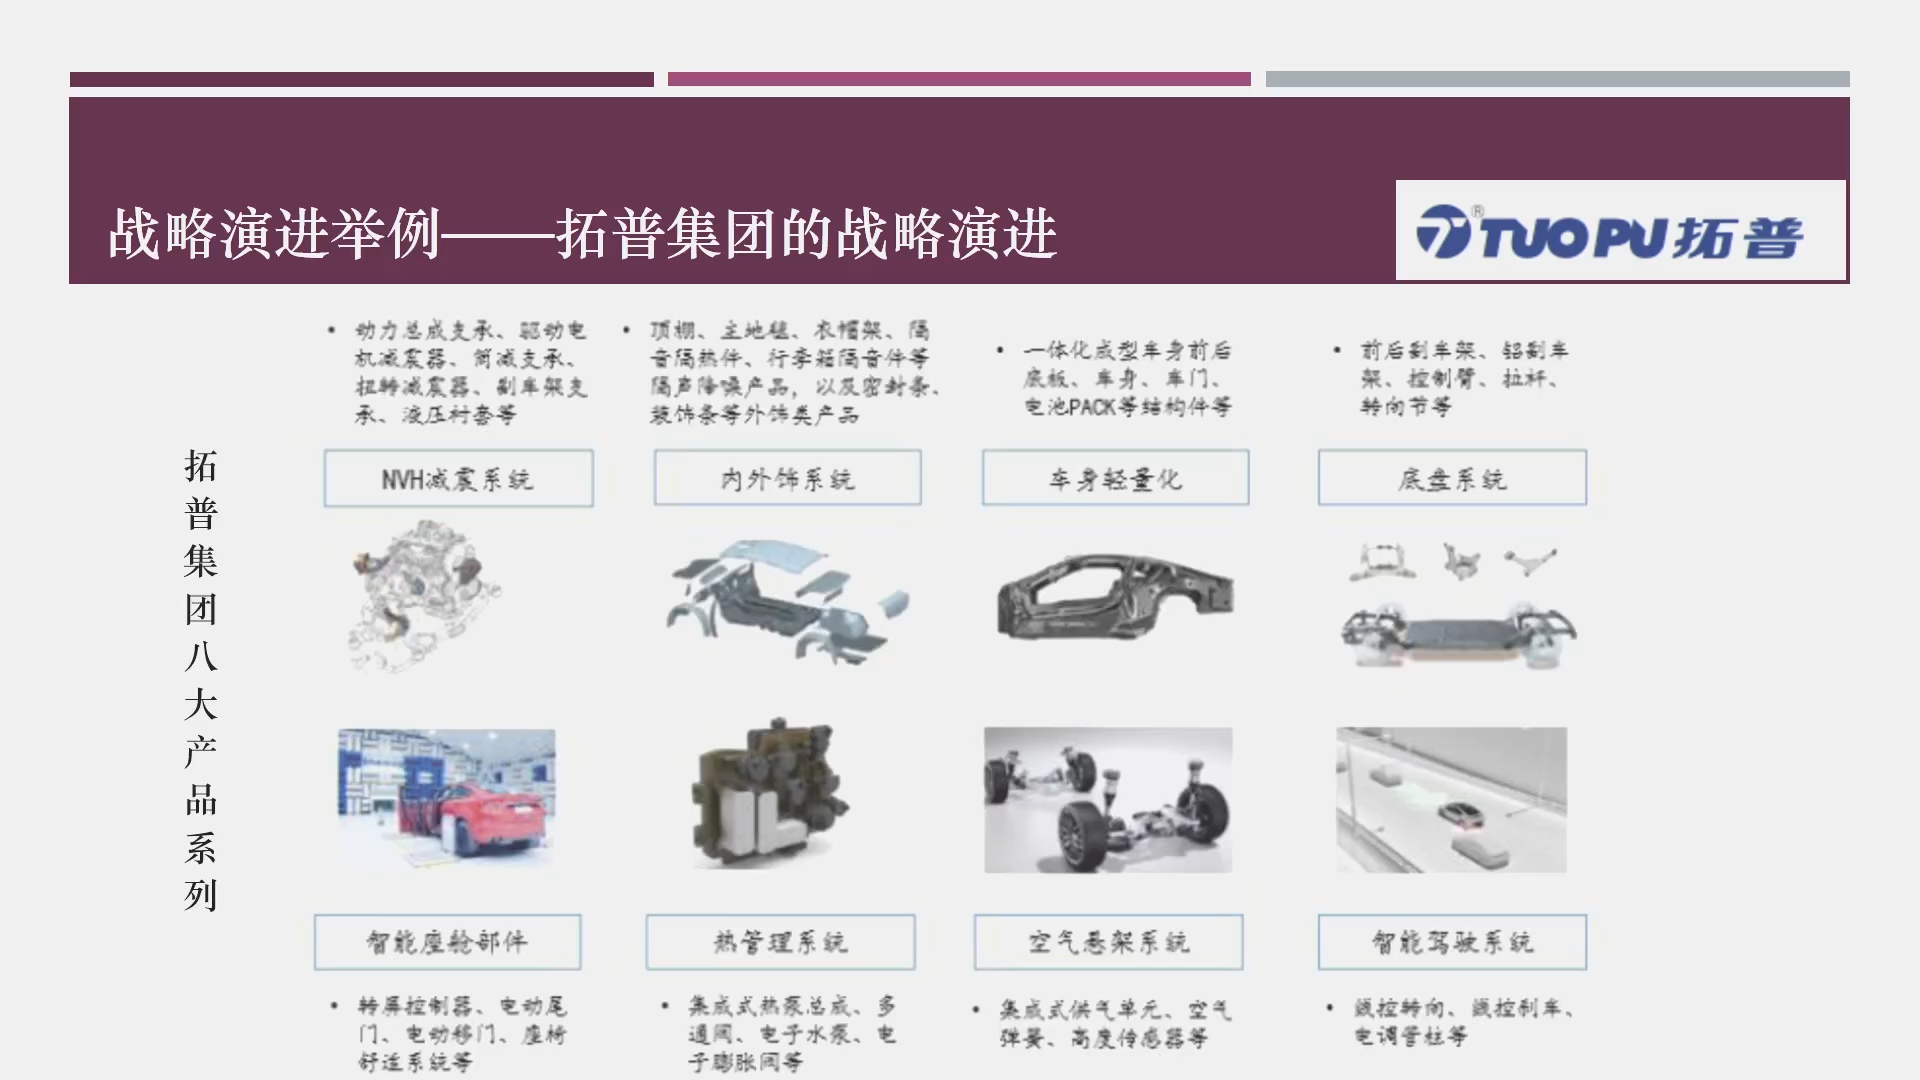 战略演进举例——拓普集团的战略演进
®TUOPU拓普
拓普集团八大产品系列
• 动力总成支承、驱动电
机减震器、筒减支承、
扭转减震器、副车架支
承、液压衬套等
NVH减震系统
• 顶棚、主地毯、衣帽架、隔
音隔热件、行李箱隔音件等
隔声降噪产品，以及密封条、
装饰条等外饰类产品
内外饰系统
• 一体化成型车身前后
底板、车身、车门、
电池PACK等结构件等
车身轻量化
• 前后副车架、铝副车
架、控制臂、拉杆、
转向节等
底盘系统
智能座舱部件
• 转屏控制器、电动尾
门、电动移门、座椅
舒适系统等
热管理系统
• 集成式热泵总成、多
通阀、电子水泵、电
子膨胀阀等
空气悬架系统
• 集成式供气单元、空气
弹簧、高度传感器等
智能驾驶系统
• 线控转向、线控刹车、
电调管柱等